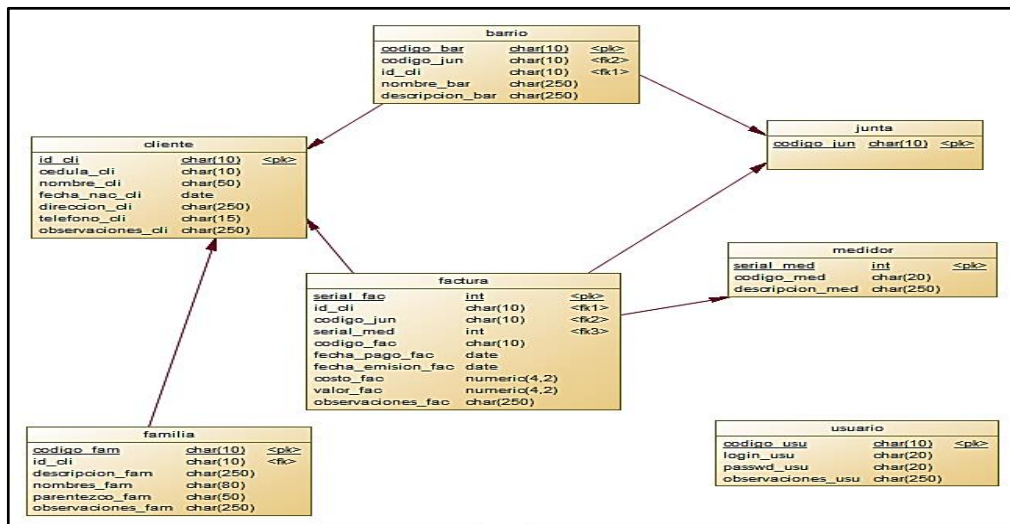 barrio
codigo_bar char(10) <pk>
codigo_jun char(10) <fk2>
id_cli char(10) <fk1>
nombre_bar char(250)
descripcion_bar char(250)
cliente
id_cli char(10) <pk>
cedula_cli char(10)
nombre_cli char(50)
fecha_nac_cli date
direccion_cli char(250)
telefono_cli char(15)
observaciones_cli char(250)
junta
codigo_jun char(10) <pk>
medidor
serial_med int <pk>
codigo_med char(20)
descripcion_med char(250)
factura
serial_fac int <pk>
id_cli char(10) <fk1>
codigo_jun char(10) <fk2>
serial_med int <fk3>
codigo_fac char(10)
fecha_pago_fac date
fecha_emision_fac date
costo_fac numeric(4,2)
valor_fac numeric(4,2)
observaciones_fac char(250)
familia
codigo_fam char(10) <pk>
id_cli char(10) <fk>
descripcion_fam char(250)
nombres_fam char(80)
parentezco_fam char(50)
observaciones_fam char(250)
usuario
codigo_usu char(10) <pk>
login_usu char(20)
passwd_usu char(20)
observaciones_usu char(250)